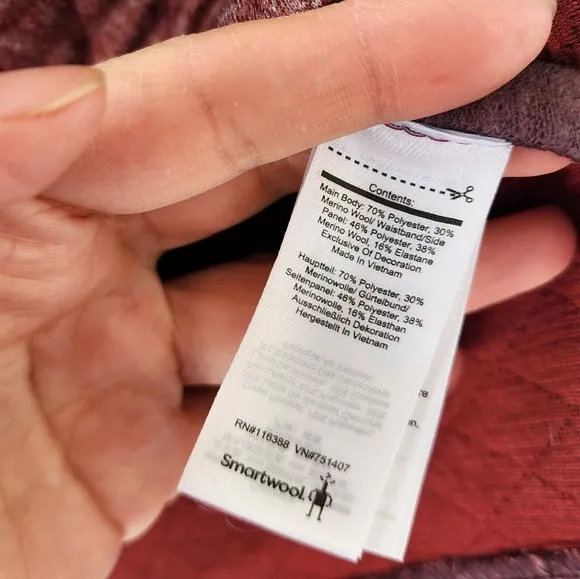 Contents:
Main Body: 70% Polyester, 30%
Merino Wool/ Waistband/Side
Panel: 46% Polyester, 38%
Merino Wool, 16% Elastane
Exclusive Of Decoration
Made In Vietnam
Hauptteil: 70% Polyester, 30%
Merinowolle/ Gürtelbund/
Seitenpanel: 46% Polyester, 38%
Merinowolle, 16% Elasthan
Ausschließlich Dekoration
Hergestellt In Vietnam
RN#116388 VN#751407
Smartwool.